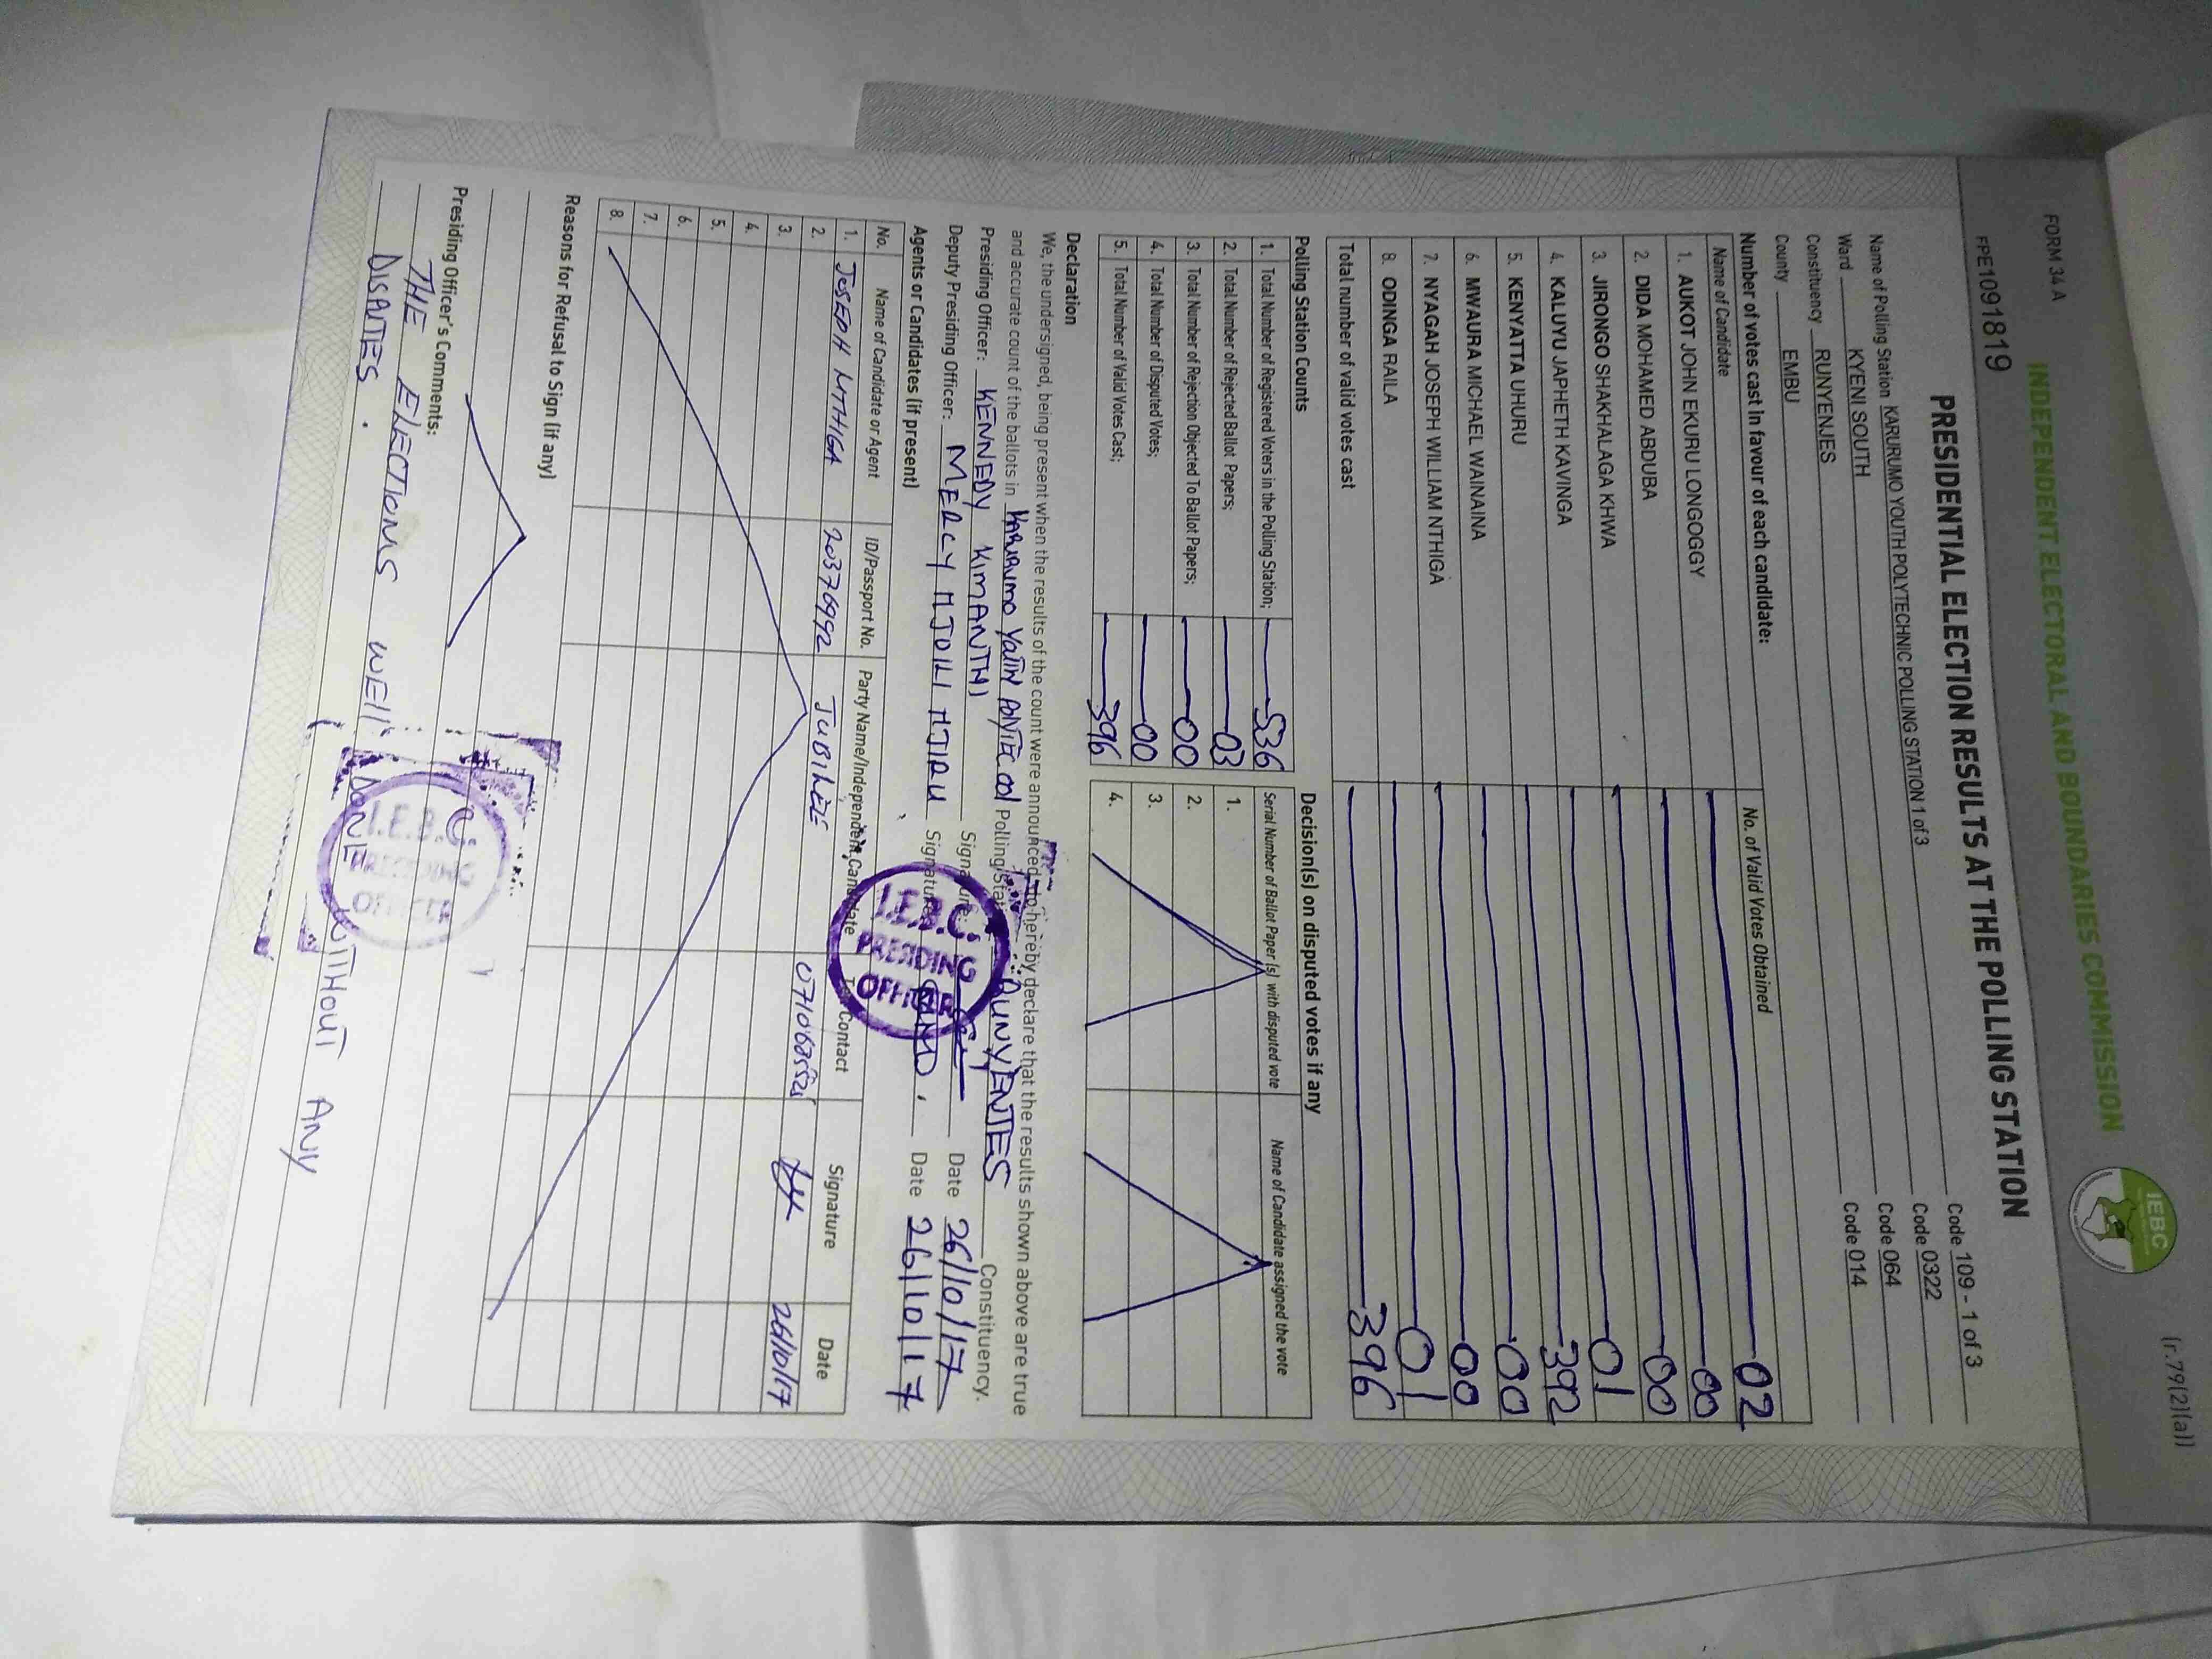 (r.79(2)(a))
FORM 34 A
INDEPENDENT ELECTORAL AND BOUNDARIES COMMISSION
IEBC
FPE1091819
PRESIDENTIAL ELECTION RESULTS AT THE POLLING STATION
Name of Polling Station KARURUMO YOUTH POLYTECHNIC POLLING STATION 1 of 3 Code 109 - 1 of 3
Ward KYENI SOUTH Code 0322
Constituency RUNYENJES Code 064
County EMBU Code 014
Number of votes cast in favour of each candidate:
Name of Candidate No. of Valid Votes Obtained
1. AUKOT JOHN EKURU LONGOGGY 02
2. DIDA MOHAMED ABDUBA 00
3. JIRONGO SHAKHALAGA KHWA 00
4. KALUYU JAPHETH KAVINGA 01
5. KENYATTA UHURU 392
6. MWAURA MICHAEL WAINAINA 00
7. NYAGAH JOSEPH WILLIAM NTHIGA 00
8. ODINGA RAILA 01
Total number of valid votes cast 396
Polling Station Counts Decision(s) on disputed votes if any
1. Total Number of Registered Voters in the Polling Station; 536 Serial Number of Ballot Paper (s) with disputed vote Name of Candidate assigned the vote
2. Total Number of Rejected Ballot Papers; 03 1.
3. Total Number of Rejection Objected To Ballot Papers; 00 2.
4. Total Number of Disputed Votes; 00 3.
5. Total Number of Valid Votes Cast; 396 4.
Declaration
We, the undersigned, being present when the results of the count were announced, do hereby declare that the results shown above are true
and accurate count of the ballots in Polling Station RUNYENJES Constituency.
Presiding Officer: KENNEDY KIMANTHI Signature: Date 26/10/17
Deputy Presiding Officer: MERCY Signature: Date 26/10/17
Agents or Candidates (if present)
No. Name of Candidate or Agent ID/Passport No. Party Name/Independent Candidate Tel. Contact Signature Date
1. JOSEPH NTHIGA 20376992 JUBILEE 26/10/17
2.
3.
4.
5.
6.
7.
8.
I.E.B.C.
PRESIDING
OFFICER
Reasons for Refusal to Sign (if any)
Presiding Officer's Comments:
THE ELECTIONS WELL DONE WITHOUT ANY
DISPUTES.
I.E.B.C.
PRESIDING
OFFICER